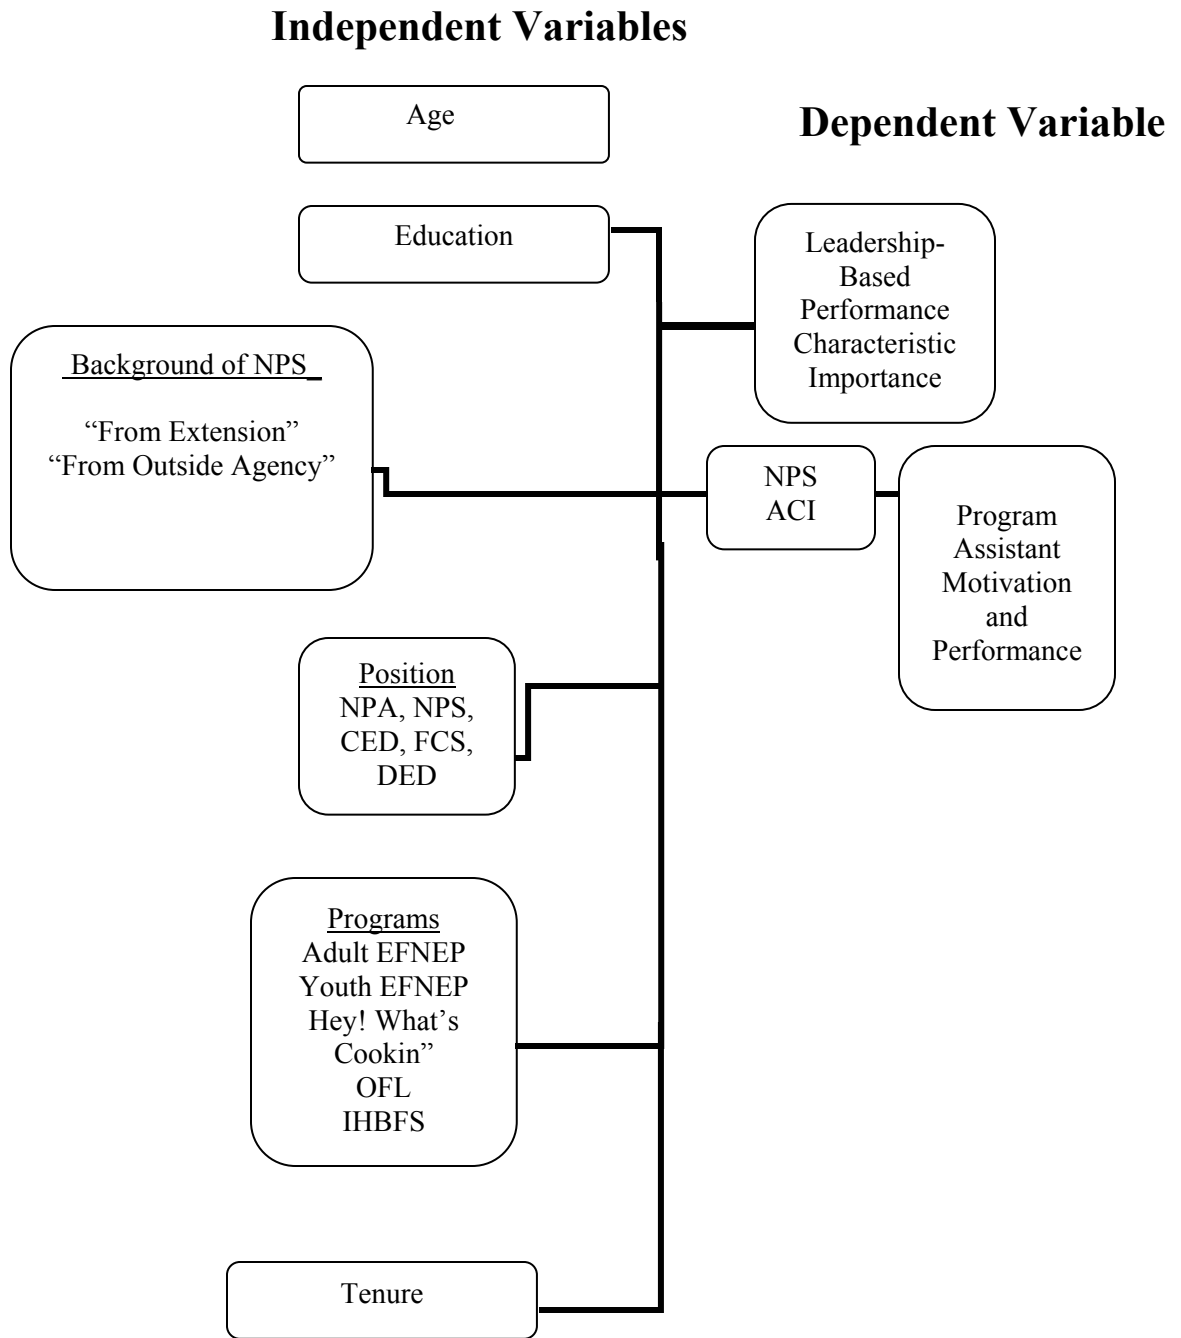 Independent Variables
Age
Dependent Variable
Education
Leadership-
Based
Performance
Characteristic
Importance
Background of NPS_
“From Extension”
“From Outside Agency”
NPS
ACI
Program
Assistant
Motivation
and
Performance
Position
NPA, NPS,
CED, FCS,
DED
Programs
Adult EFNEP
Youth EFNEP
Hey! What’s
Cookin”
OFL
IHBFS
Tenure